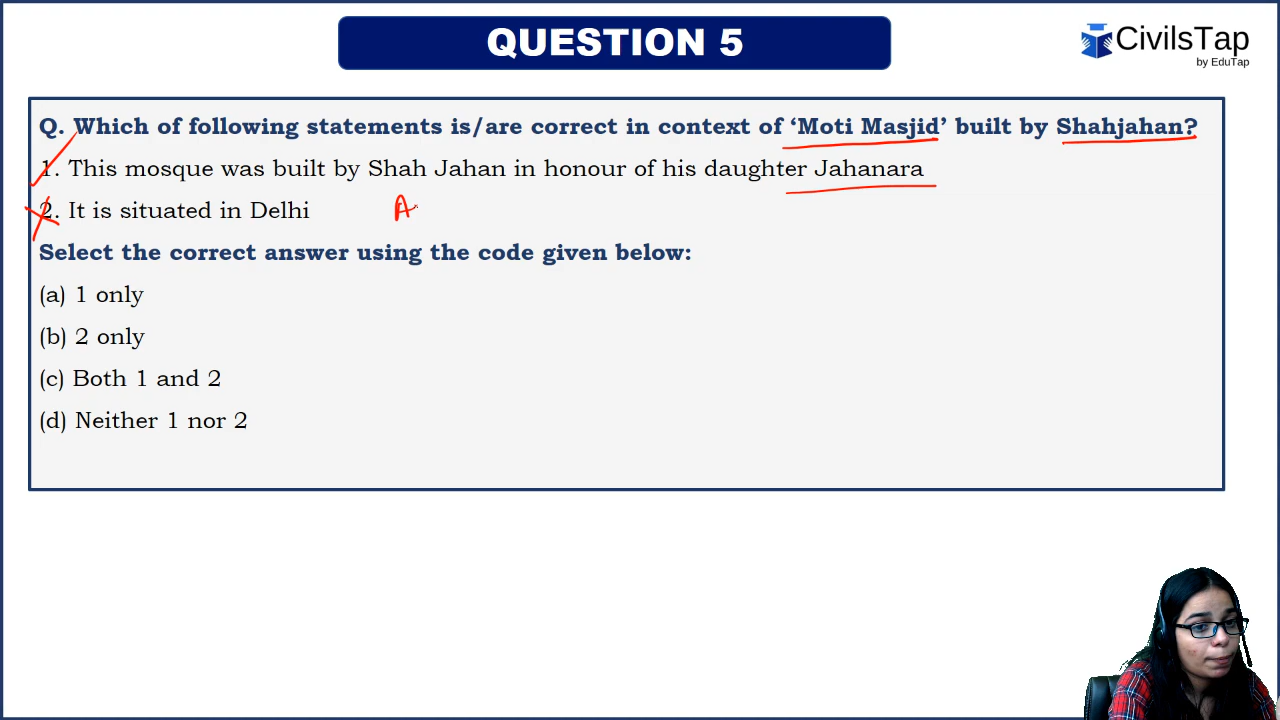 QUESTION 5
CivilsTap
by EduTap
Q. Which of following statements is/are correct in context of ‘Moti Masjid’ built by Shahjahan?
1. This mosque was built by Shah Jahan in honour of his daughter Jahanara
2. It is situated in Delhi A
Select the correct answer using the code given below:
(a) 1 only
(b) 2 only
(c) Both 1 and 2
(d) Neither 1 nor 2